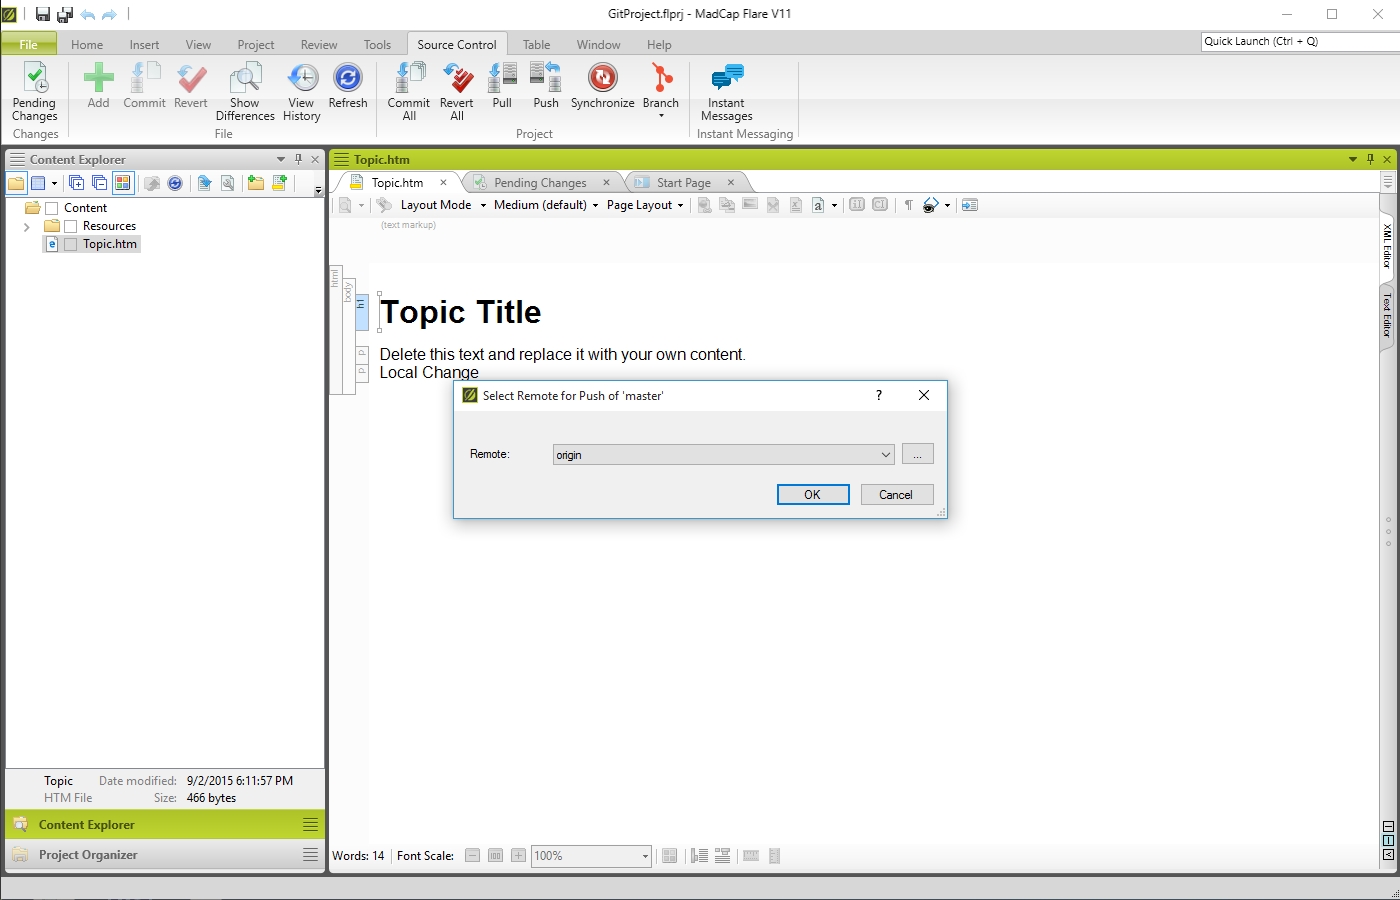 GitProject.flprj - MadCap Flare V11
File Home Insert View Project Review Tools Source Control Table Window Help
Quick Launch (Ctrl + Q)
Pending Changes
Add
Commit
Revert
Show Differences
View History
Refresh
Commit All
Revert All
Pull
Push
Synchronize
Branch
Instant Messages
Changes
File
Project
Instant Messaging
Content Explorer
Topic.htm
Topic.htm
Pending Changes
Start Page
Layout Mode
Medium (default)
Page Layout
Content
Resources
Topic.htm
(text markup)
html
body
h1
p
p
Topic Title
Delete this text and replace it with your own content.
Local Change
Select Remote for Push of 'master'
?
Remote:
origin
...
OK
Cancel
XML Editor
Text Editor
Topic Date modified: 9/2/2015 6:11:57 PM
HTM File Size: 466 bytes
Content Explorer
Project Organizer
Words: 14
Font Scale:
100%